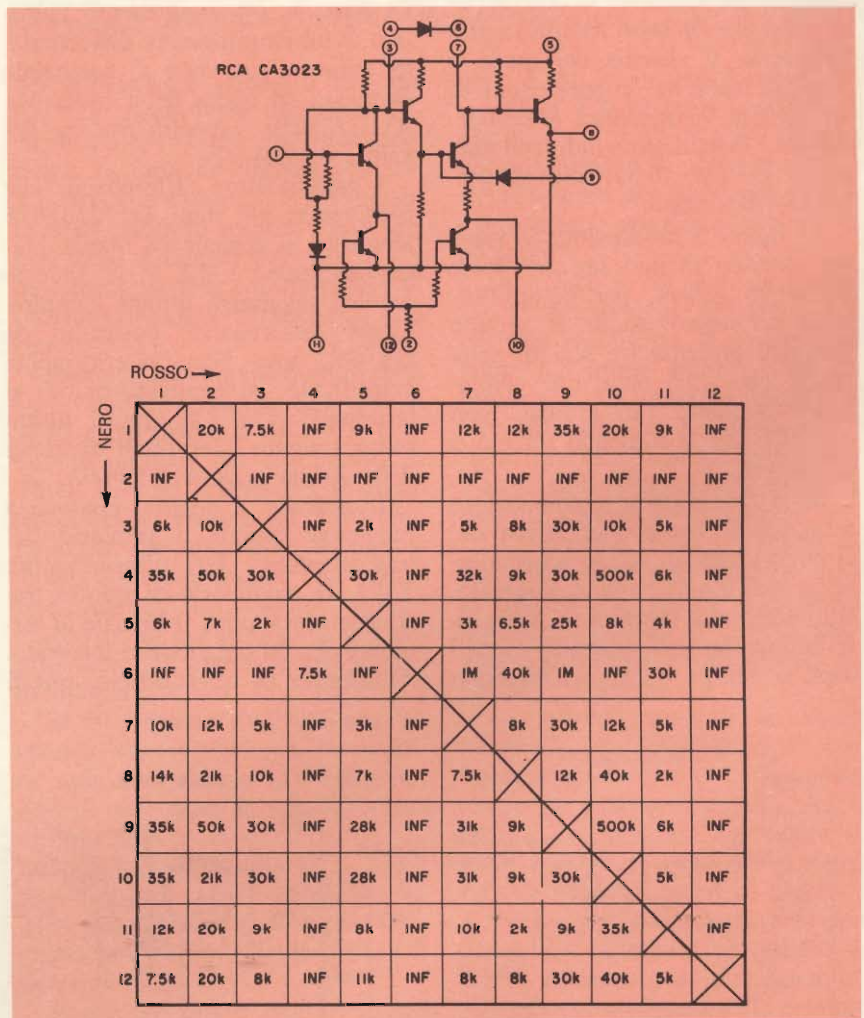 ④ ⑥
③ ⑦ ⑤
RCA CA3023
⑧
①
⑨
⑪ ⑫ ② ⑩
ROSSO →
1 2 3 4 5 6 7 8 9 10 11 12
NERO →
1 20k 7.5k INF 9k INF 12k 12k 35k 20k 9k INF
2 INF INF INF INF INF INF INF INF INF INF INF
3 6k 10k INF 2k INF 5k 8k 30k 10k 5k INF
4 35k 50k 30k 30k INF 32k 9k 30k 500k 6k INF
5 6k 7k 2k INF INF 3k 6.5k 25k 8k 4k INF
6 INF INF INF 7.5k INF 1M 40k 1M INF 30k INF
7 10k 12k 5k INF 3k INF 8k 30k 12k 5k INF
8 14k 21k 10k INF 7k INF 7.5k 12k 40k 2k INF
9 35k 50k 30k INF 28k INF 31k 9k 500k 6k INF
10 35k 21k 30k INF 28k INF 31k 9k 30k 5k INF
11 12k 20k 9k INF 8k INF 10k 2k 9k 35k INF
12 7.5k 20k 8k INF 11k INF 8k 8k 30k 40k 5k